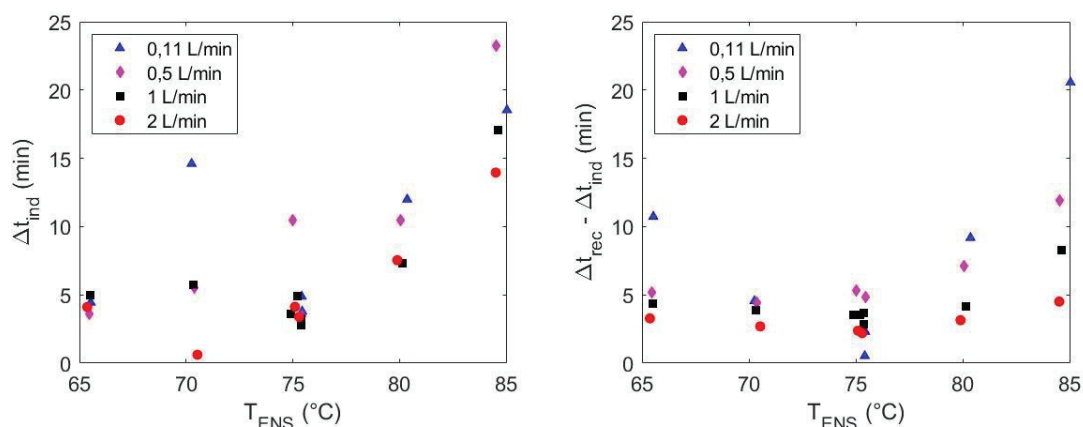 25
20
15
10
5
0
Δt_ind (min)
0,11 L/min
0,5 L/min
1 L/min
2 L/min
65 70 75 80 85
T_ENS (°C)
25
20
15
10
5
0
Δt_rec - Δt_ind (min)
0,11 L/min
0,5 L/min
1 L/min
2 L/min
65 70 75 80 85
T_ENS (°C)